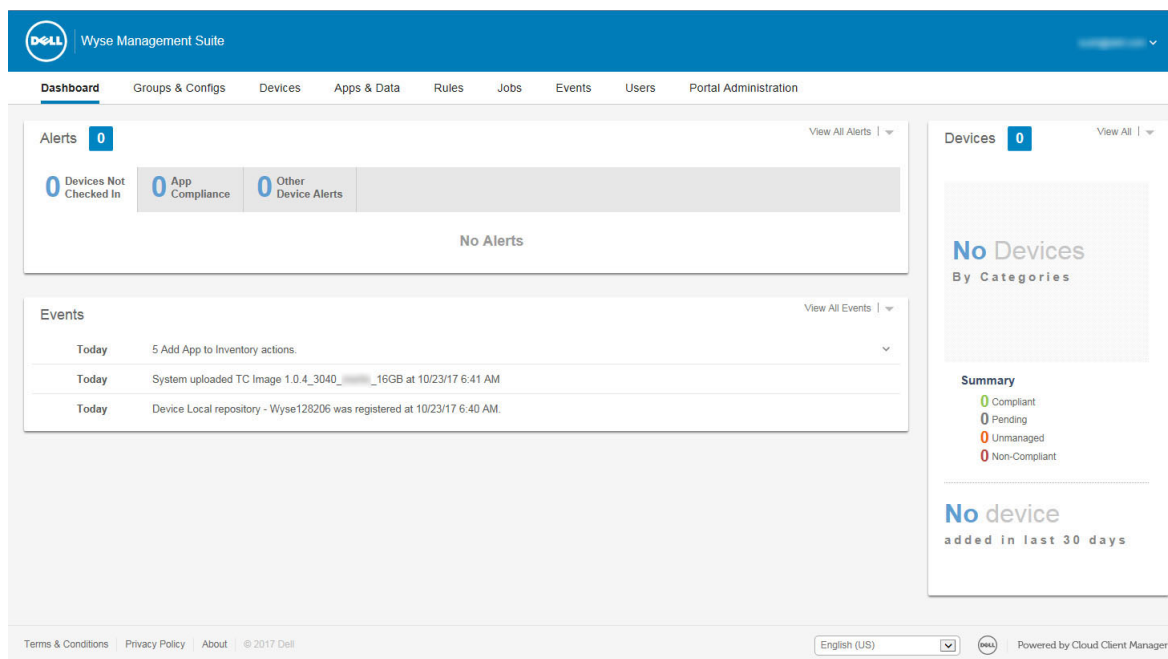 DELL Wyse Management Suite
Dashboard Groups & Configs Devices Apps & Data Rules Jobs Events Users Portal Administration
Alerts 0 View All Alerts
0 Devices Not Checked In
0 App Compliance
0 Other Device Alerts
No Alerts
Events View All Events
Today 5 Add App to Inventory actions.
Today System uploaded TC Image 1.0.4_3040_ _16GB at 10/23/17 6:41 AM
Today Device Local repository - Wyse128206 was registered at 10/23/17 6:40 AM.
Devices 0 View All
No Devices
By Categories
Summary
0 Compliant
0 Pending
0 Unmanaged
0 Non-Compliant
No device
added in last 30 days
Terms & Conditions Privacy Policy About © 2017 Dell English (US) DELL Powered by Cloud Client Manager